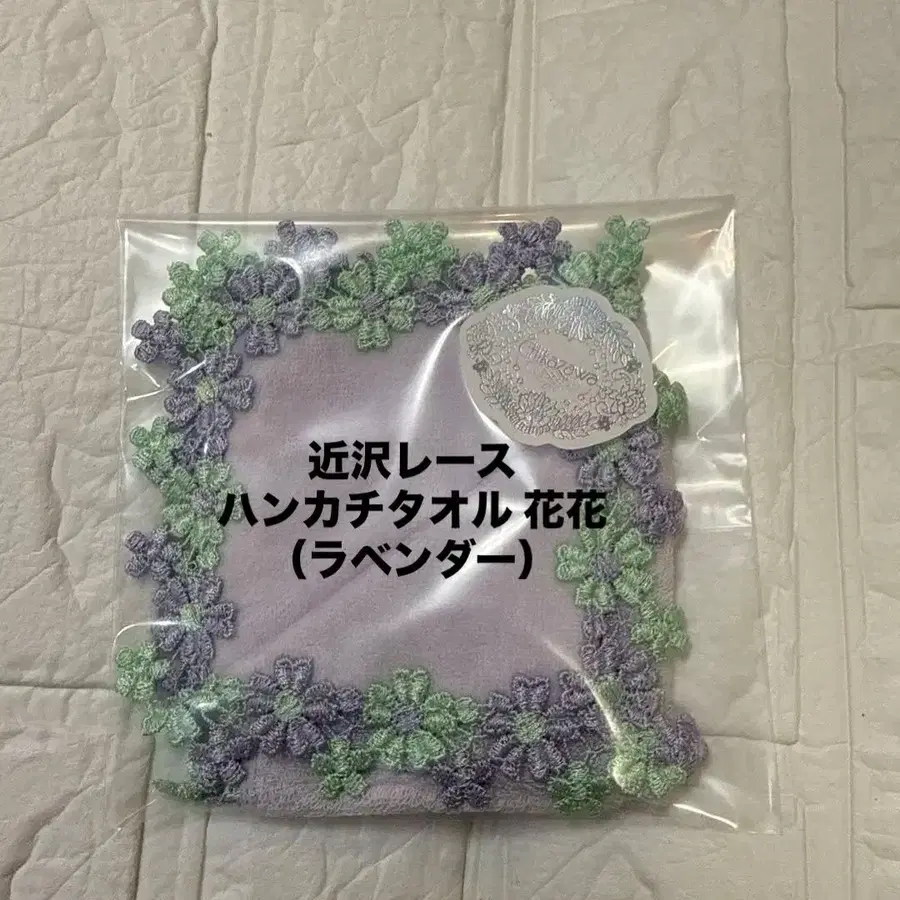 Chikazawa
近沢レース
ハンカチタオル 花花
(ラベンダー)